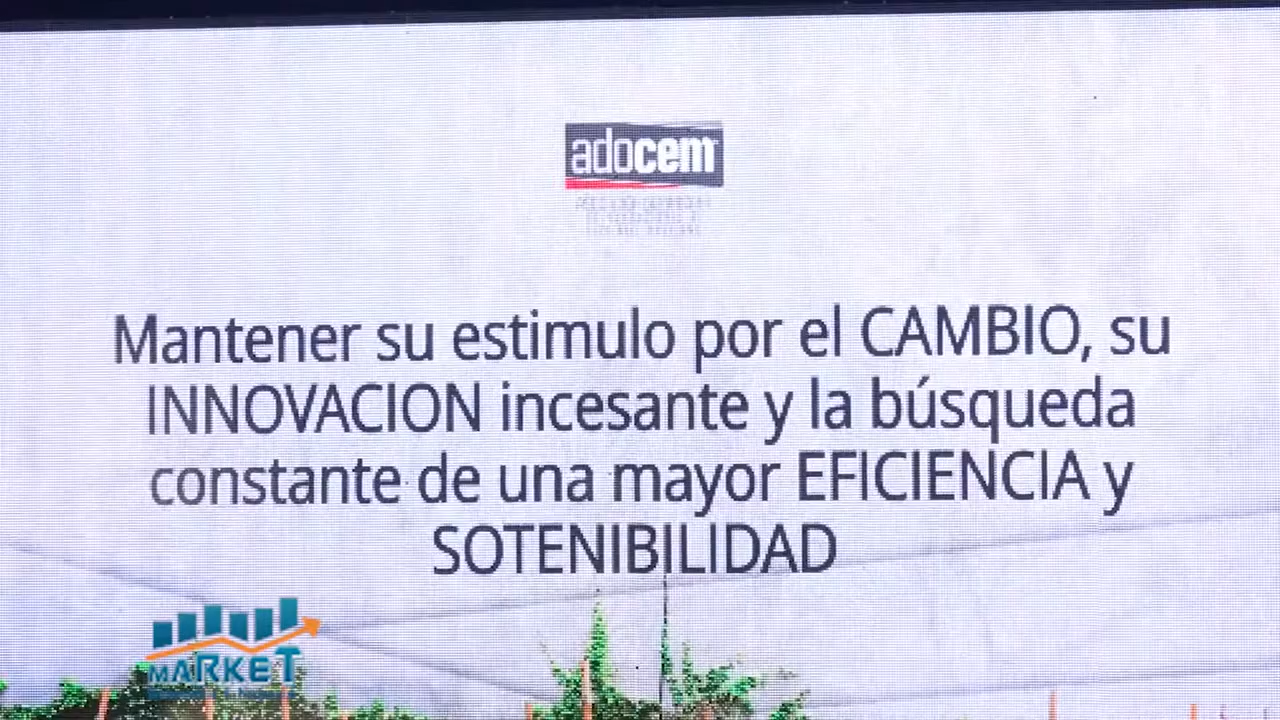 adocem
Mantener su estimulo por el CAMBIO, su
INNOVACION incesante y la búsqueda
constante de una mayor EFICIENCIA y
SOTENIBILIDAD
MARKET